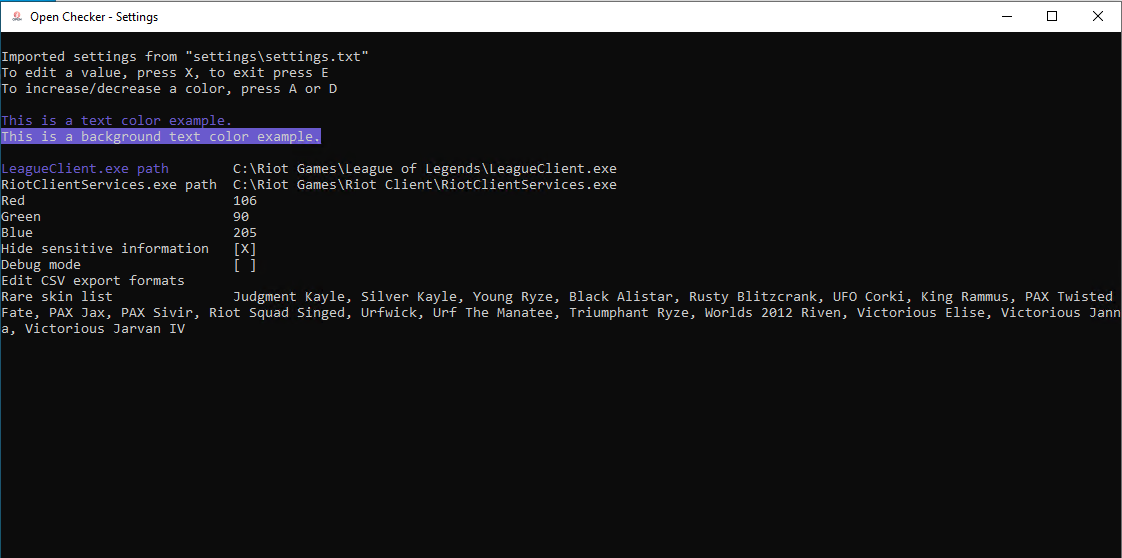 Open Checker - Settings
Imported settings from "settings\settings.txt"
To edit a value, press X, to exit press E
To increase/decrease a color, press A or D
This is a text color example.
This is a background text color example.
LeagueClient.exe path C:\Riot Games\League of Legends\LeagueClient.exe
RiotClientServices.exe path C:\Riot Games\Riot Client\RiotClientServices.exe
Red 106
Green 90
Blue 205
Hide sensitive information [X]
Debug mode [ ]
Edit CSV export formats
Rare skin list Judgment Kayle, Silver Kayle, Young Ryze, Black Alistar, Rusty Blitzcrank, UFO Corki, King Rammus, PAX Twisted
Fate, PAX Jax, PAX Sivir, Riot Squad Singed, Urfwick, Urf The Manatee, Triumphant Ryze, Worlds 2012 Riven, Victorious Elise, Victorious Jann
a, Victorious Jarvan IV